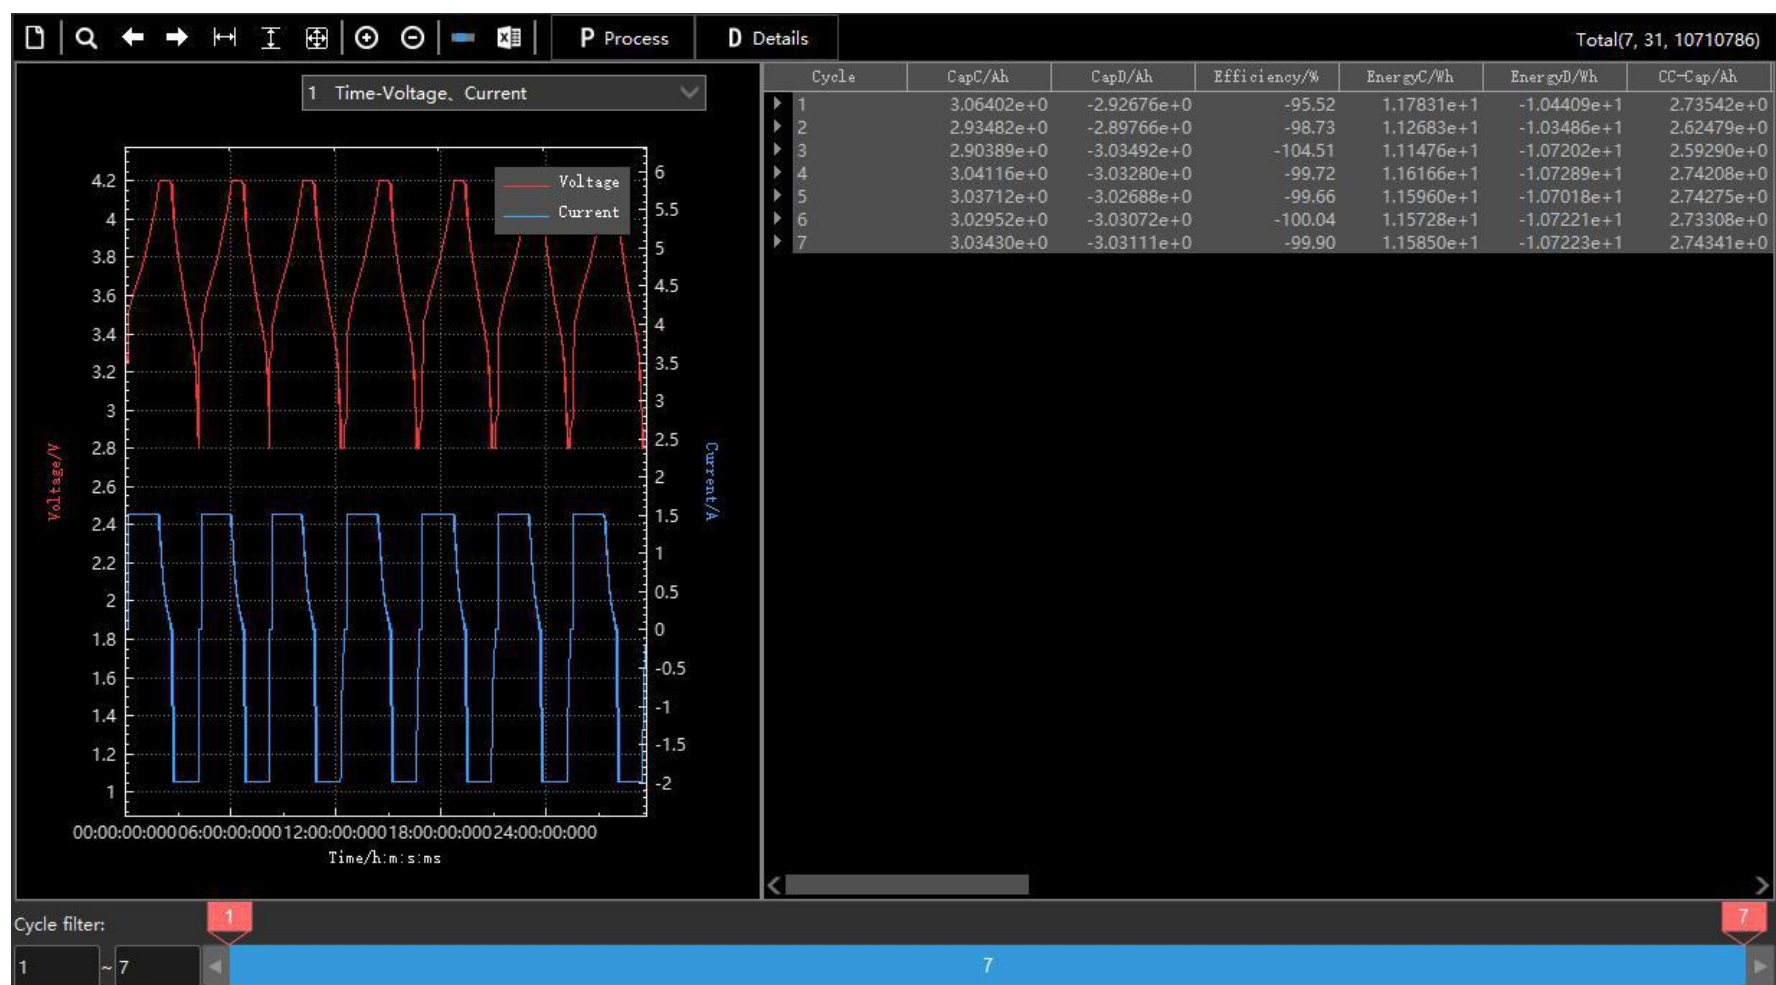 P Process
D Details
Total(7, 31, 10710786)
1 Time-Voltage、Current
Voltage
Current
4.2
4
3.8
3.6
3.4
3.2
3
2.8
2.6
2.4
2.2
2
1.8
1.6
1.4
1.2
1
Voltage/V
6
5.5
5
4.5
4
3.5
3
2.5
2
1.5
1
0.5
0
-0.5
-1
-1.5
-2
Current/A
00:00:00:000 06:00:00:000 12:00:00:000 18:00:00:000 24:00:00:000
Time/h:m:s:ms
Cycle CapC/Ah CapD/Ah Efficiency/% EnergyC/Wh EnergyD/Wh CC-Cap/Ah
1 3.06402e+0 -2.92676e+0 -95.52 1.17831e+1 -1.04409e+1 2.73542e+0
2 2.93482e+0 -2.89766e+0 -98.73 1.12683e+1 -1.03486e+1 2.62479e+0
3 2.90389e+0 -3.03492e+0 -104.51 1.11476e+1 -1.07202e+1 2.59290e+0
4 3.04116e+0 -3.03280e+0 -99.72 1.16166e+1 -1.07289e+1 2.74208e+0
5 3.03712e+0 -3.02688e+0 -99.66 1.15960e+1 -1.07018e+1 2.74275e+0
6 3.02952e+0 -3.03072e+0 -100.04 1.15728e+1 -1.07221e+1 2.73308e+0
7 3.03430e+0 -3.03111e+0 -99.90 1.15850e+1 -1.07223e+1 2.74341e+0
Cycle filter:
1
7
1 ~ 7
7